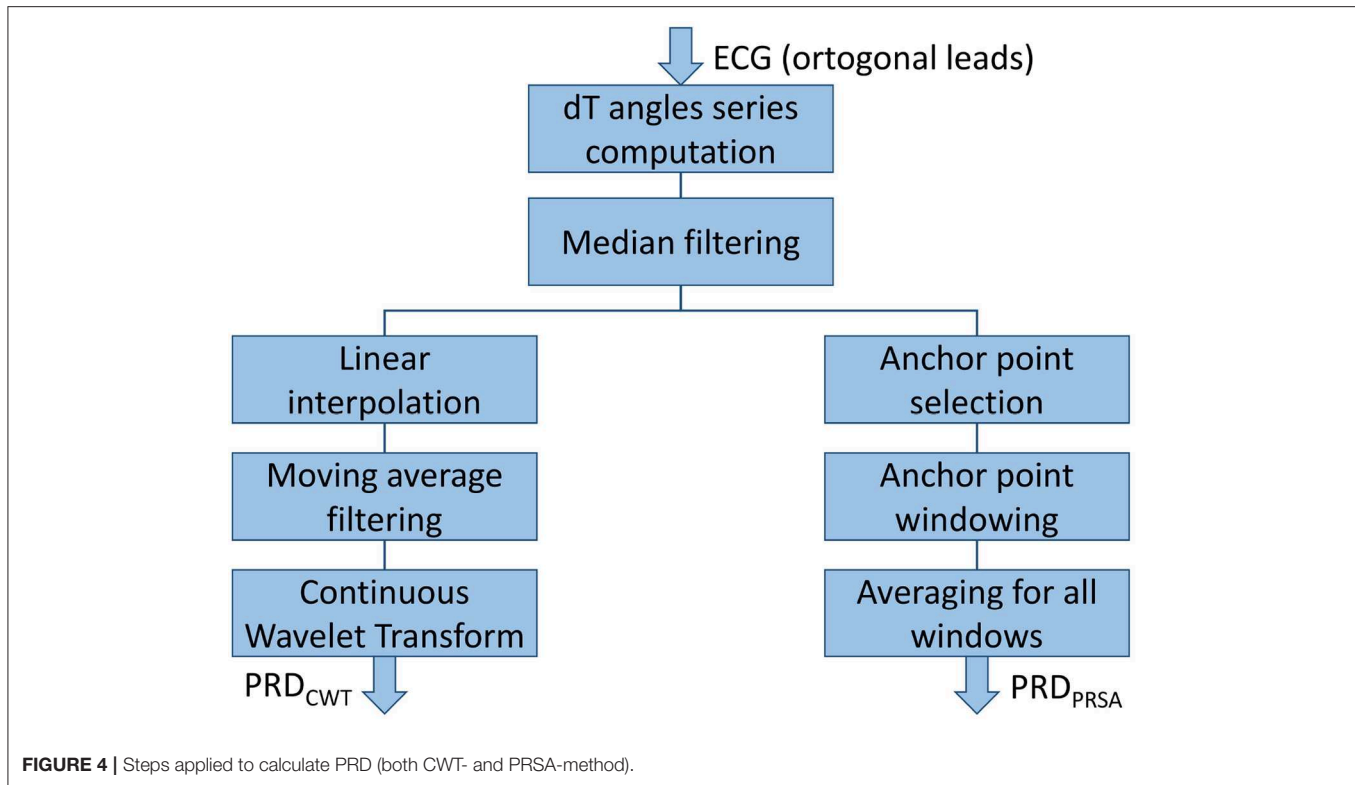 ECG (ortogonal leads)
dT angles series
computation
Median filtering
Linear
interpolation
Moving average
filtering
Continuous
Wavelet Transform
PRD_CWT
Anchor point
selection
Anchor point
windowing
Averaging for all
windows
PRD_PRSA
FIGURE 4 | Steps applied to calculate PRD (both CWT- and PRSA-method).